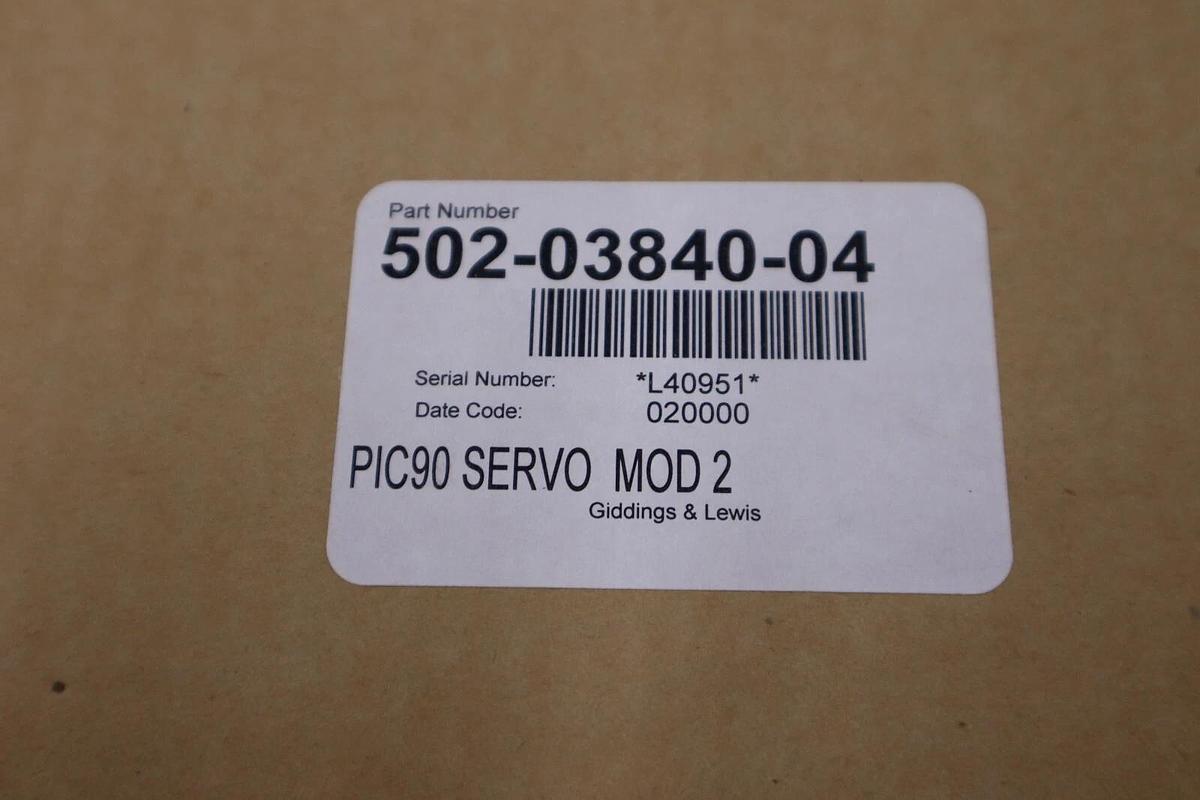 Part Number
502-03840-04
Serial Number: *L40951*
Date Code: 020000
PIC90 SERVO MOD 2
Giddings & Lewis